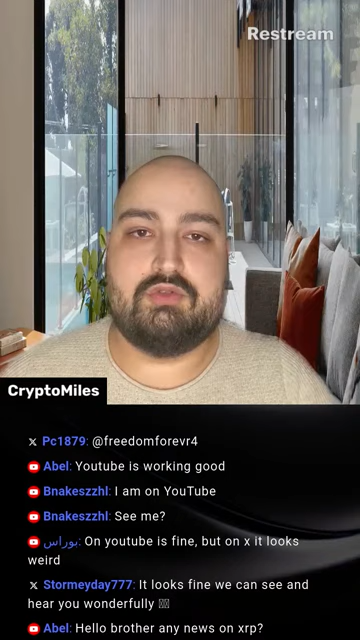 Restream
CryptoMiles
Pc1879: @freedomforevr4
Abel: Youtube is working good
Bnakeszzhl: I am on YouTube
Bnakeszzhl: See me?
بوراس: On youtube is fine, but on x it looks
weird
Stormeyday777: It looks fine we can see and
hear you wonderfully
Abel: Hello brother any news on xrp?